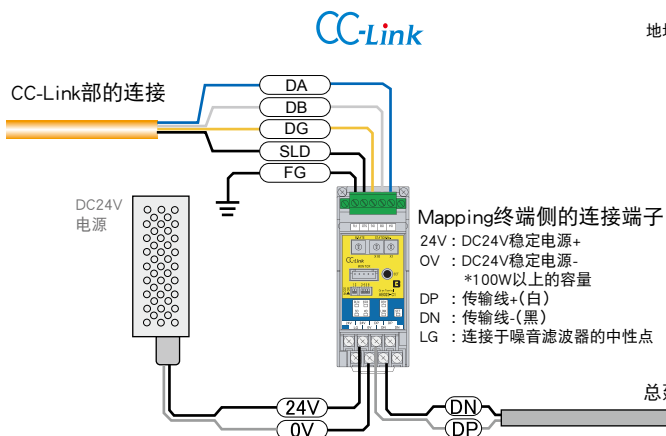 CC-Link
地
CC-Link部的连接
DA
DB
DG
SLD
FG
DC24V
电源
Mapping终端侧的连接端子
24V：DC24V稳定电源+
OV：DC24V稳定电源-
*100W以上的容量
DP：传输线+(白)
DN：传输线-(黑)
LG：连接于噪音滤波器的中性点
CC-Link
24V
0V
DN
DP
总